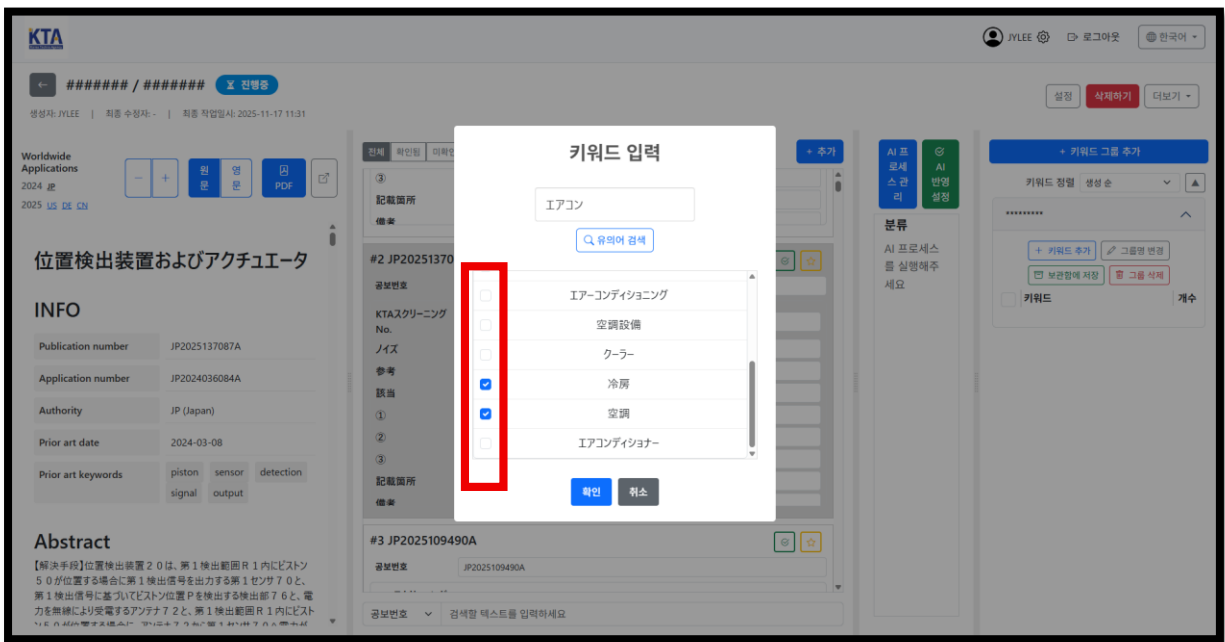 KTA
JYLEE
로그아웃
한국어
####### / #######
진행중
생성자: JYLEE | 최종 수정자: - | 최종 작업일시: 2025-11-17 11:31
설정
삭제하기
더보기
Worldwide
Applications
2024 JP
2025 US DE CN
원
문
영
문
PDF
位置検出装置およびアクチュエータ
INFO
Publication number JP2025137087A
Application number JP2024036084A
Authority JP (Japan)
Prior art date 2024-03-08
Prior art keywords piston sensor detection
signal output
Abstract
【解決手段】位置検出装置２０は、第１検出範囲Ｒ１内にピストン
５０が位置する場合に第１検出信号を出力する第１センサ７０と、
第１検出信号に基づいてピストン位置Ｐを検出する検出部７６と、電
力を無線により受電するアンテナ７２と、第１検出範囲Ｒ１内にピスト
전체
확인됨
미확인
+ 추가
③
記載箇所
備考
#2 JP20251370
공보번호
KTAスクリーニング
No.
ノイズ
参考
該当
①
②
③
記載箇所
備考
#3 JP2025109490A
공보번호 JP2025109490A
공보번호
검색할 텍스트를 입력하세요
키워드 입력
エアコン
유의어 검색
エアーコンディショニング
空調設備
クーラー
冷房
空調
エアコンディショナー
확인
취소
AI 프
로세
스 관
리
AI
반영
설정
분류
AI 프로세스
를 실행해주
세요
+ 키워드 그룹 추가
키워드 정렬 생성 순
*********
+ 키워드 추가
그룹명 변경
보관함에 저장
그룹 삭제
키워드 개수